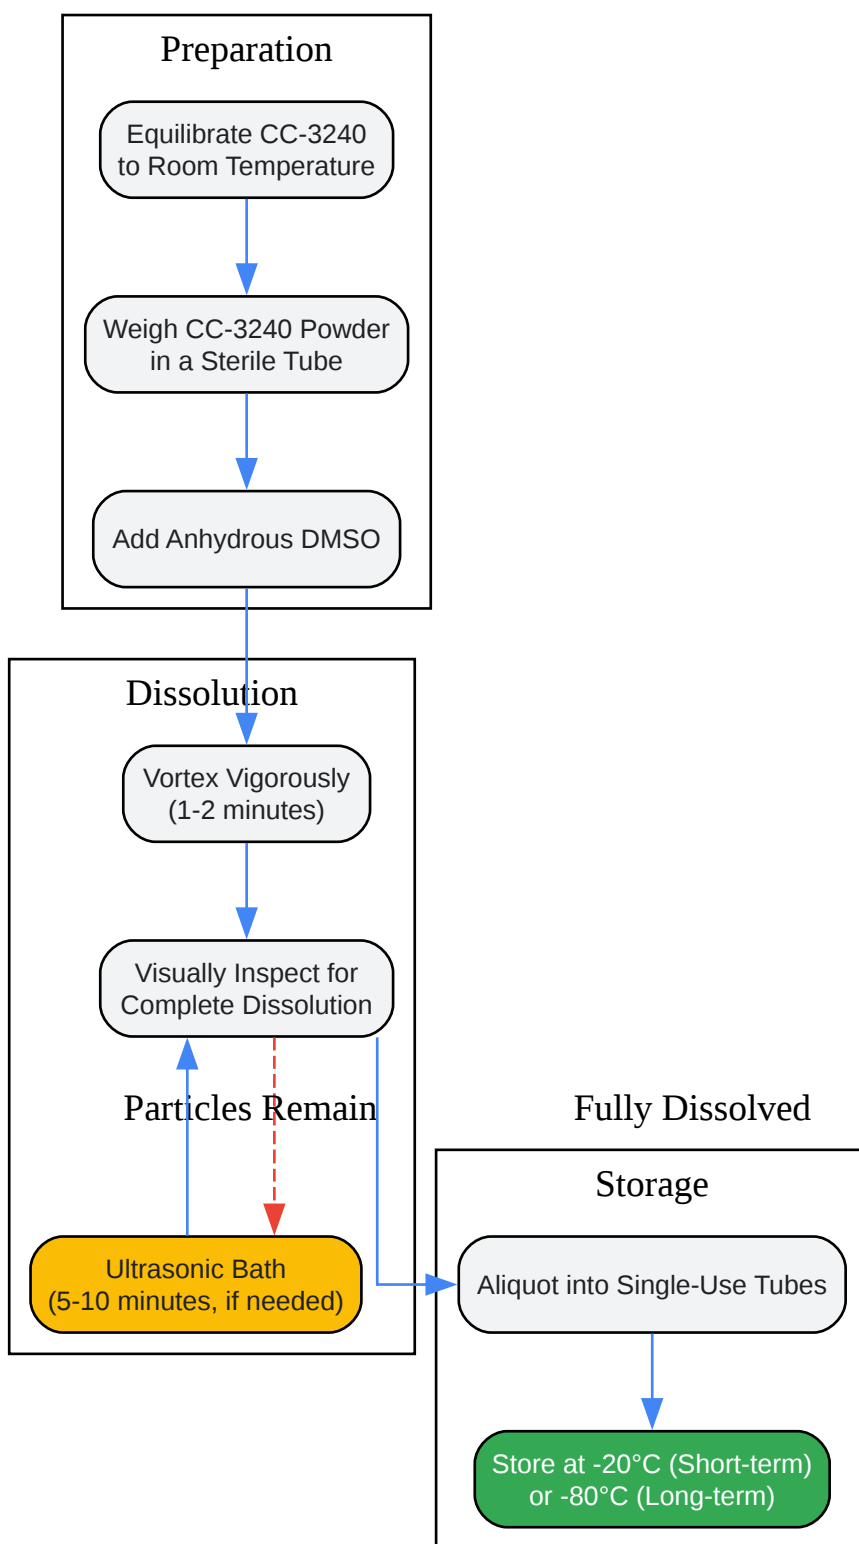 Preparation
Equilibrate CC-3240
to Room Temperature
Weigh CC-3240 Powder
in a Sterile Tube
Add Anhydrous DMSO
Dissolution
Vortex Vigorously
(1-2 minutes)
Visually Inspect for
Complete Dissolution
Particles Remain
Fully Dissolved
Storage
Ultrasonic Bath
(5-10 minutes, if needed)
Aliquot into Single-Use Tubes
Store at -20°C (Short-term)
or -80°C (Long-term)